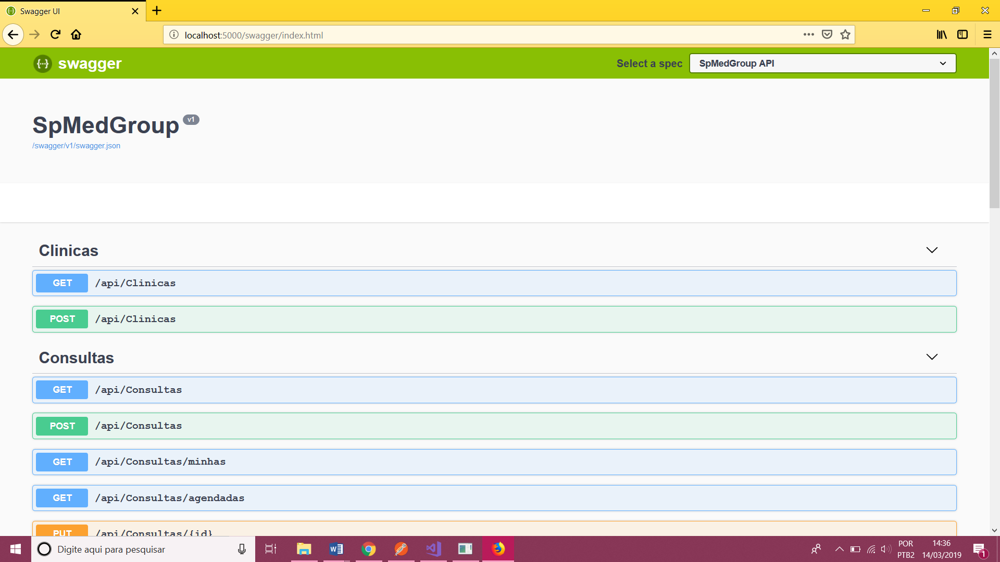 Swagger UI
localhost:5000/swagger/index.html
swagger
Select a spec
SpMedGroup API
SpMedGroup v1
/swagger/v1/swagger.json
Clinicas
GET /api/Clinicas
POST /api/Clinicas
Consultas
GET /api/Consultas
POST /api/Consultas
GET /api/Consultas/minhas
GET /api/Consultas/agendadas
PUT /api/Consultas/{id}
Digite aqui para pesquisar
POR
PTB2
14:36
14/03/2019
1